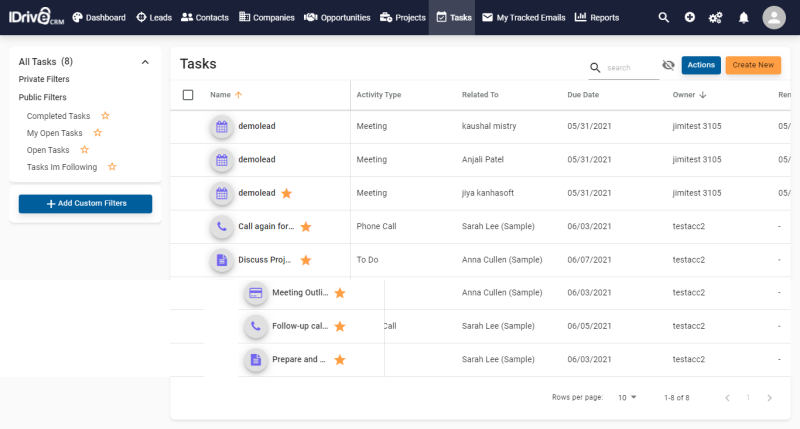 IDrive CRM Dashboard Leads Contacts Companies Opportunities Projects Tasks My Tracked Emails Reports
All Tasks (8)
Private Filters
Public Filters
Completed Tasks
My Open Tasks
Open Tasks
Tasks Im Following
Add Custom Filters
Tasks
search
Actions
Create New
Name Activity Type Related To Due Date Owner Ren
demolead Meeting kaushal mistry 05/31/2021 jimitest 3105 05/
demolead Meeting Anjali Patel 05/31/2021 jimitest 3105 05/
demolead Meeting jiya kanhasoft 05/31/2021 jimitest 3105 05/
Call again for... Phone Call Sarah Lee (Sample) 06/03/2021 testacc2 -
Discuss Proj... To Do Anna Cullen (Sample) 06/07/2021 testacc2 -
Meeting Outli... Anna Cullen (Sample) 06/03/2021 testacc2 -
Follow-up cal... Call Sarah Lee (Sample) 06/05/2021 testacc2 -
Prepare and ... Sarah Lee (Sample) 06/03/2021 testacc2 -
Rows per page: 10 1-8 of 8 1